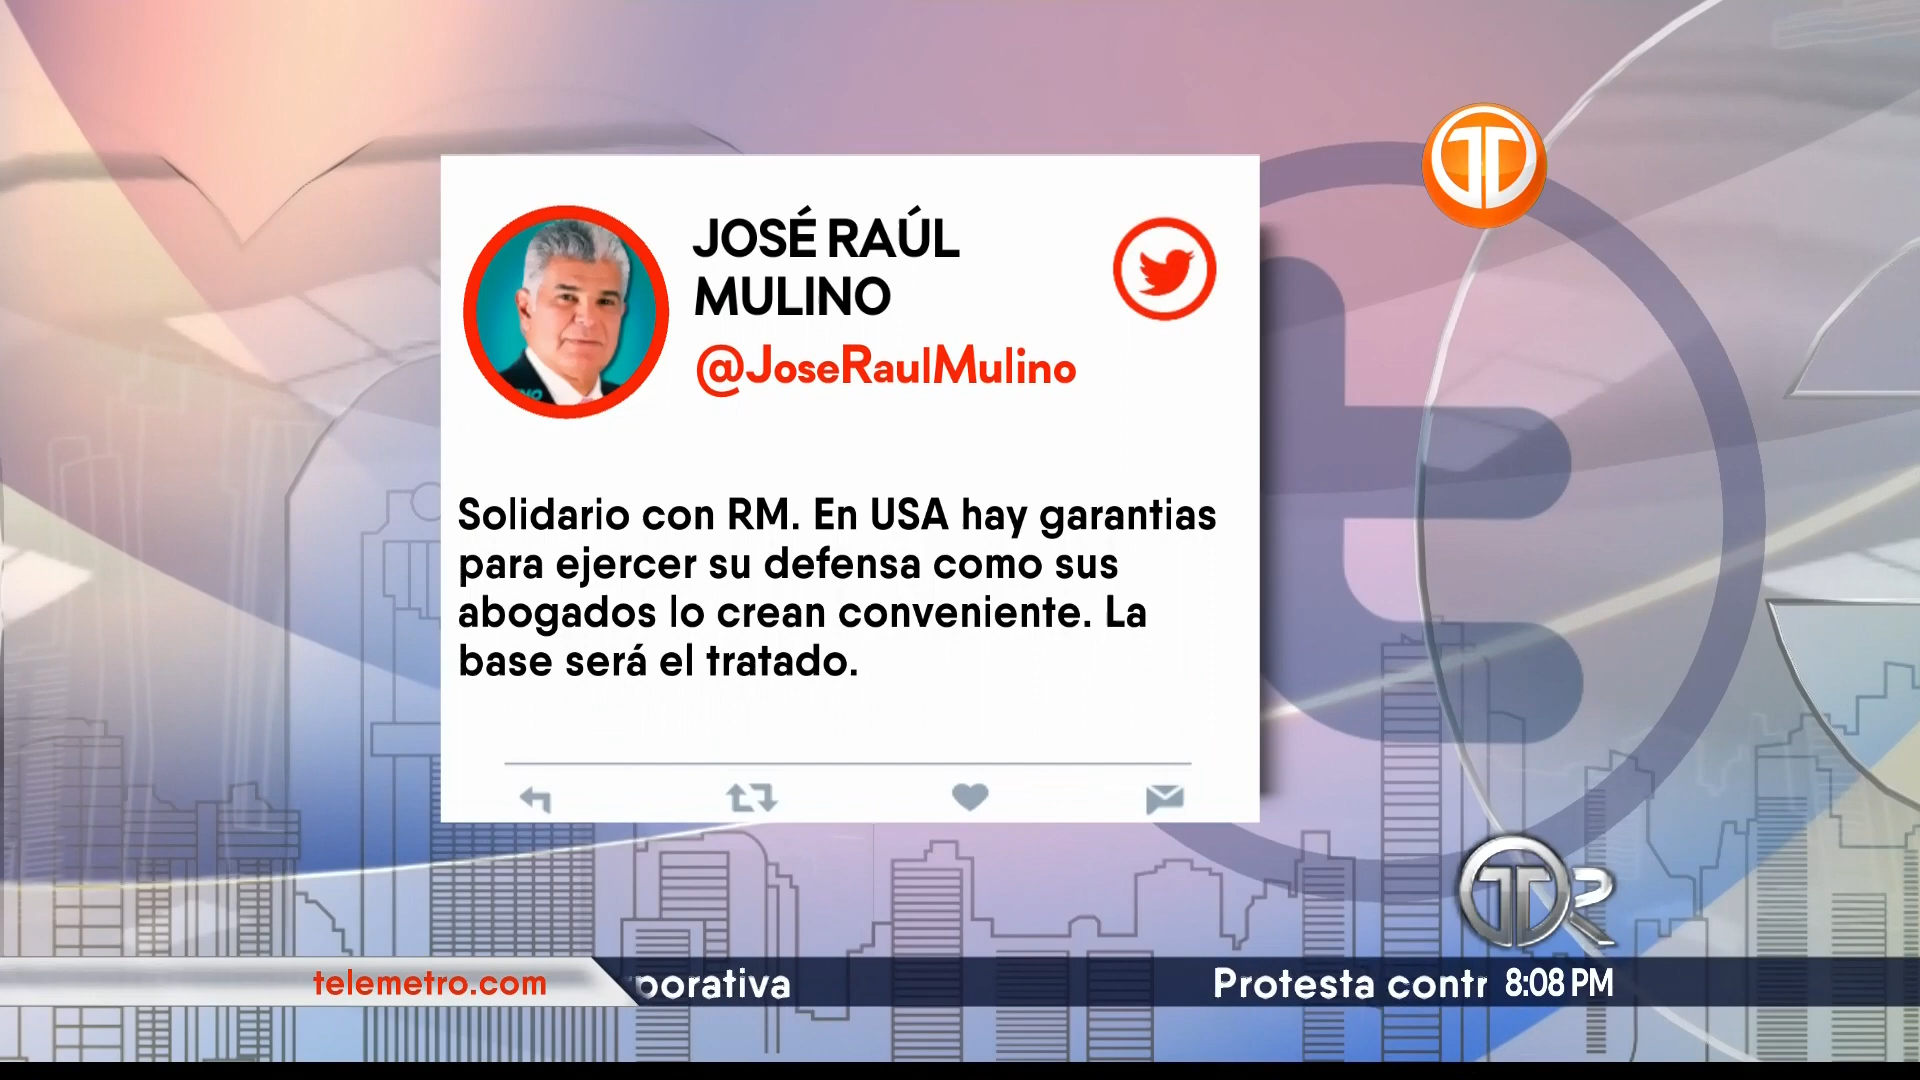 JOSÉ RAÚL
MULINO
@JoseRaulMulino
Solidario con RM. En USA hay garantias
para ejercer su defensa como sus
abogados lo crean conveniente. La
base será el tratado.
telemetro.com
porativa
Protesta contr
8:08 PM